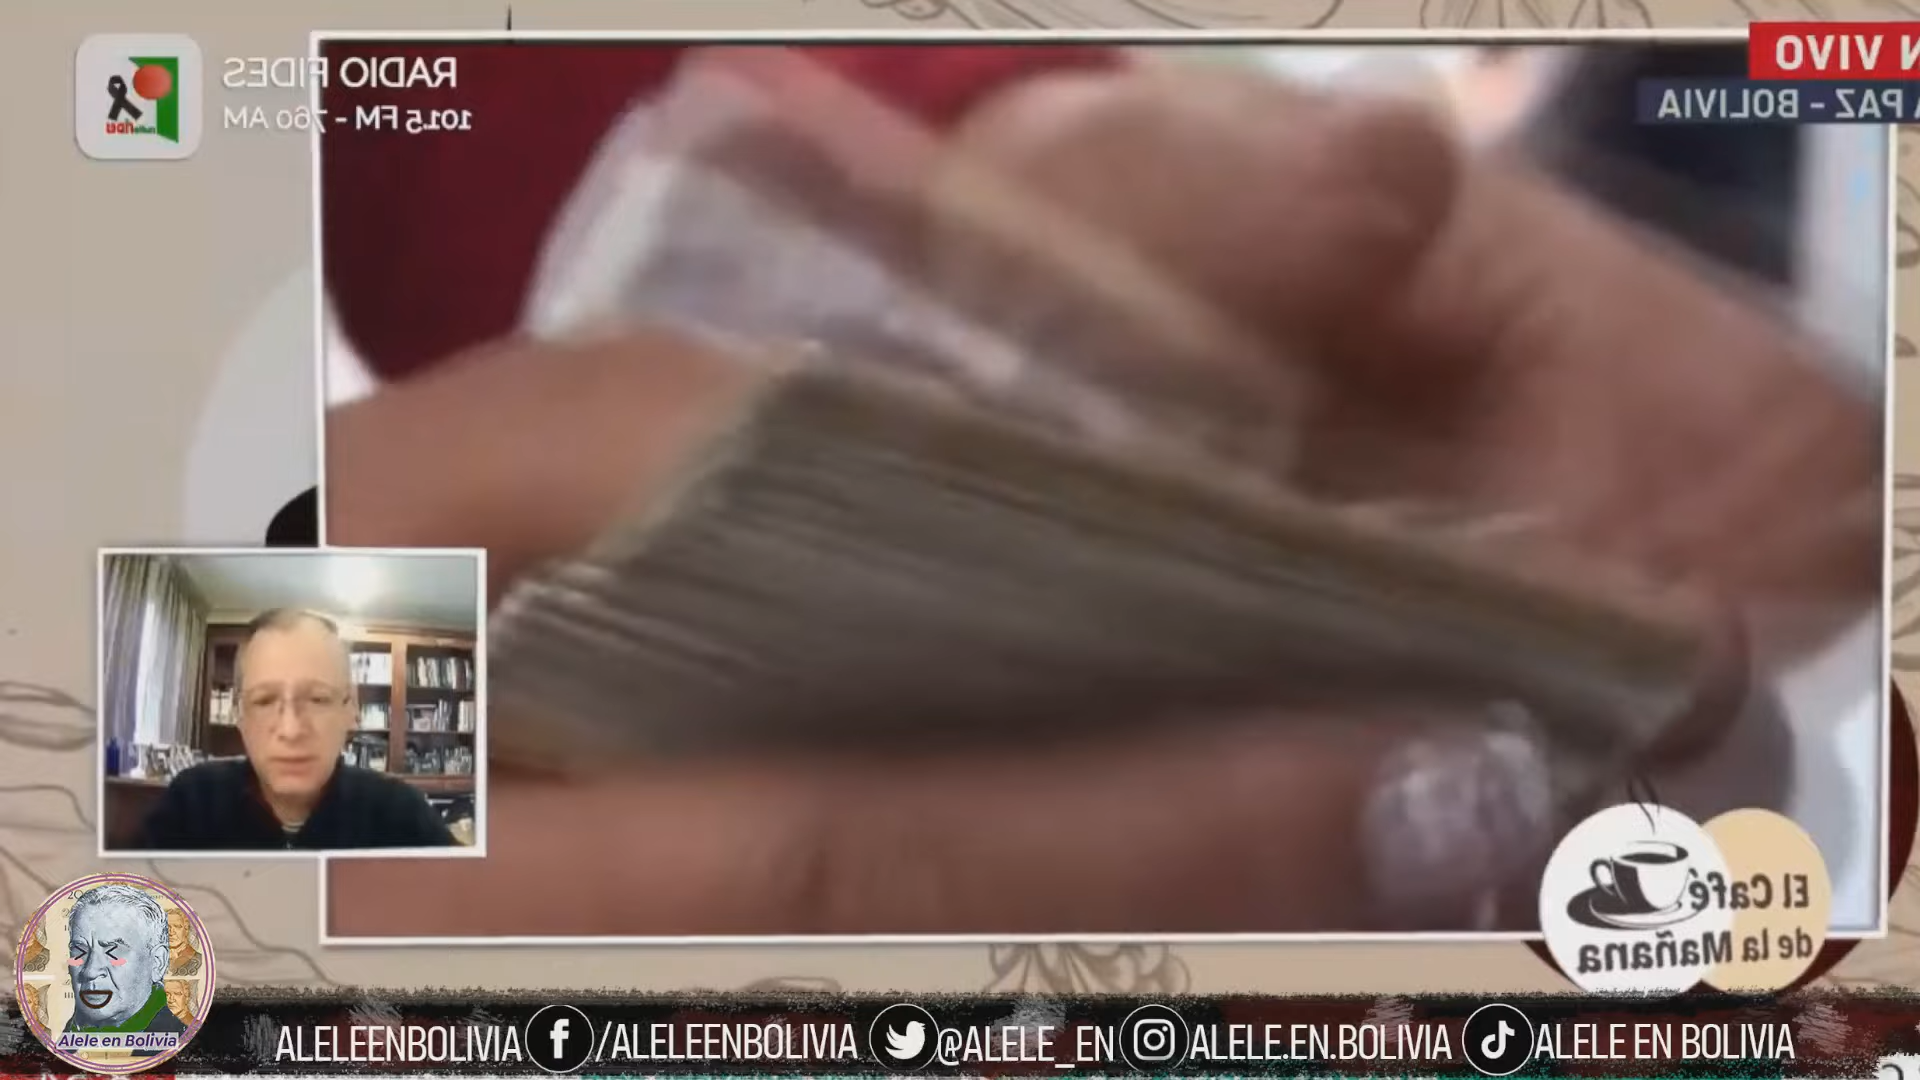 RADIO FIDES
101.5 FM - 760 AM
N VIVO
A PAZ - BOLIVIA
El Café
de la Mañana
Alele en Bolivia
ALELEENBOLIVIA /ALELEENBOLIVIA @ALELE_EN ALELE.EN.BOLIVIA ALELE EN BOLIVIA